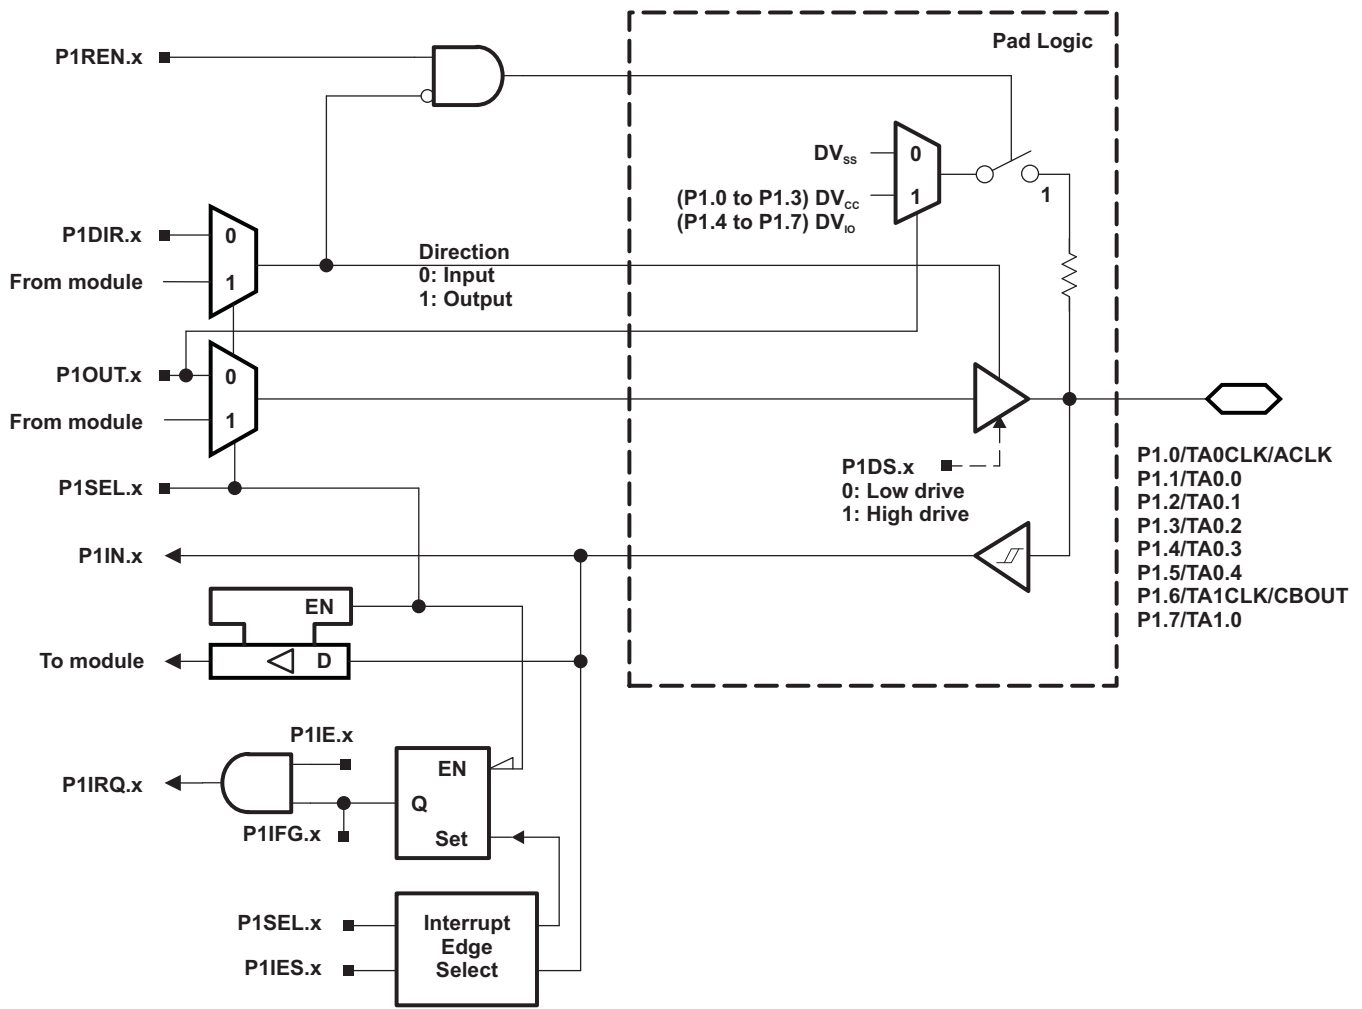 Pad Logic
P1REN.x
DVSS
0
(P1.0 to P1.3) DVCC
1
(P1.4 to P1.7) DVIO
1
P1DIR.x
0
From module
1
Direction
0: Input
1: Output
P1OUT.x
0
From module
1
P1DS.x
0: Low drive
1: High drive
P1SEL.x
P1.0/TA0CLK/ACLK
P1.1/TA0.0
P1.2/TA0.1
P1.3/TA0.2
P1.4/TA0.3
P1.5/TA0.4
P1.6/TA1CLK/CBOUT
P1.7/TA1.0
P1IN.x
EN
To module
D
P1IE.x
P1IRQ.x
EN
Q
P1IFG.x
Set
P1SEL.x
P1IES.x
Interrupt
Edge
Select